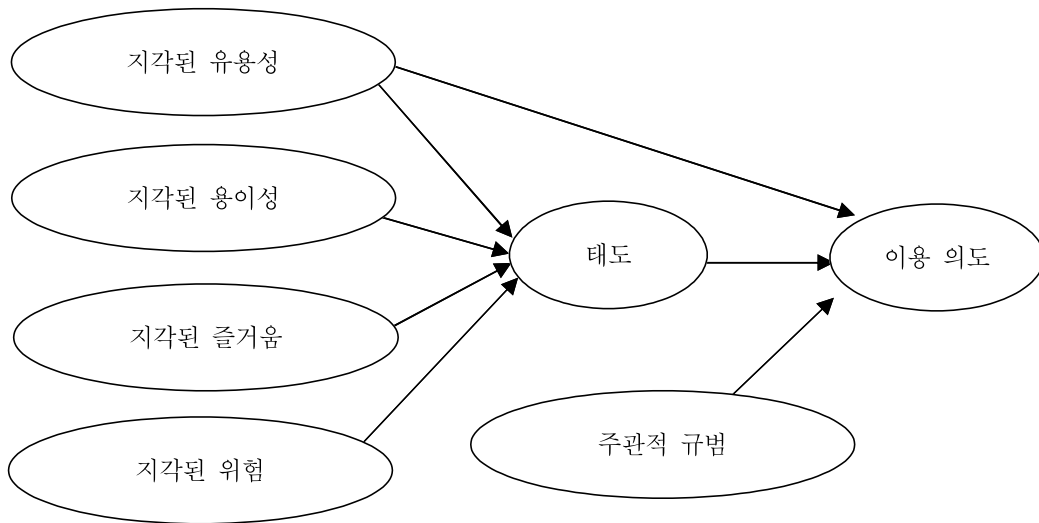 지각된 유용성
지각된 용이성
태도
이용 의도
지각된 즐거움
주관적 규범
지각된 위험